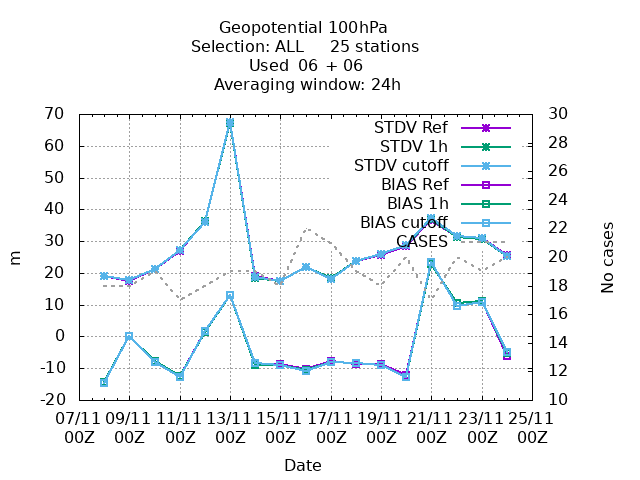 Geopotential 100hPa
Selection: ALL 25 stations
Used 06 + 06
Averaging window: 24h
70 30
60 28
50 26
40 24
30 22
20 20
10 18
0 16
-10 14
-20 12
10
STDV Ref
STDV 1h
STDV cutoff
BIAS Ref
BIAS 1h
BIAS cutoff
CASES
m
No cases
07/11 09/11 11/11 13/11 15/11 17/11 19/11 21/11 23/11 25/11
00Z 00Z 00Z 00Z 00Z 00Z 00Z 00Z 00Z 00Z
Date